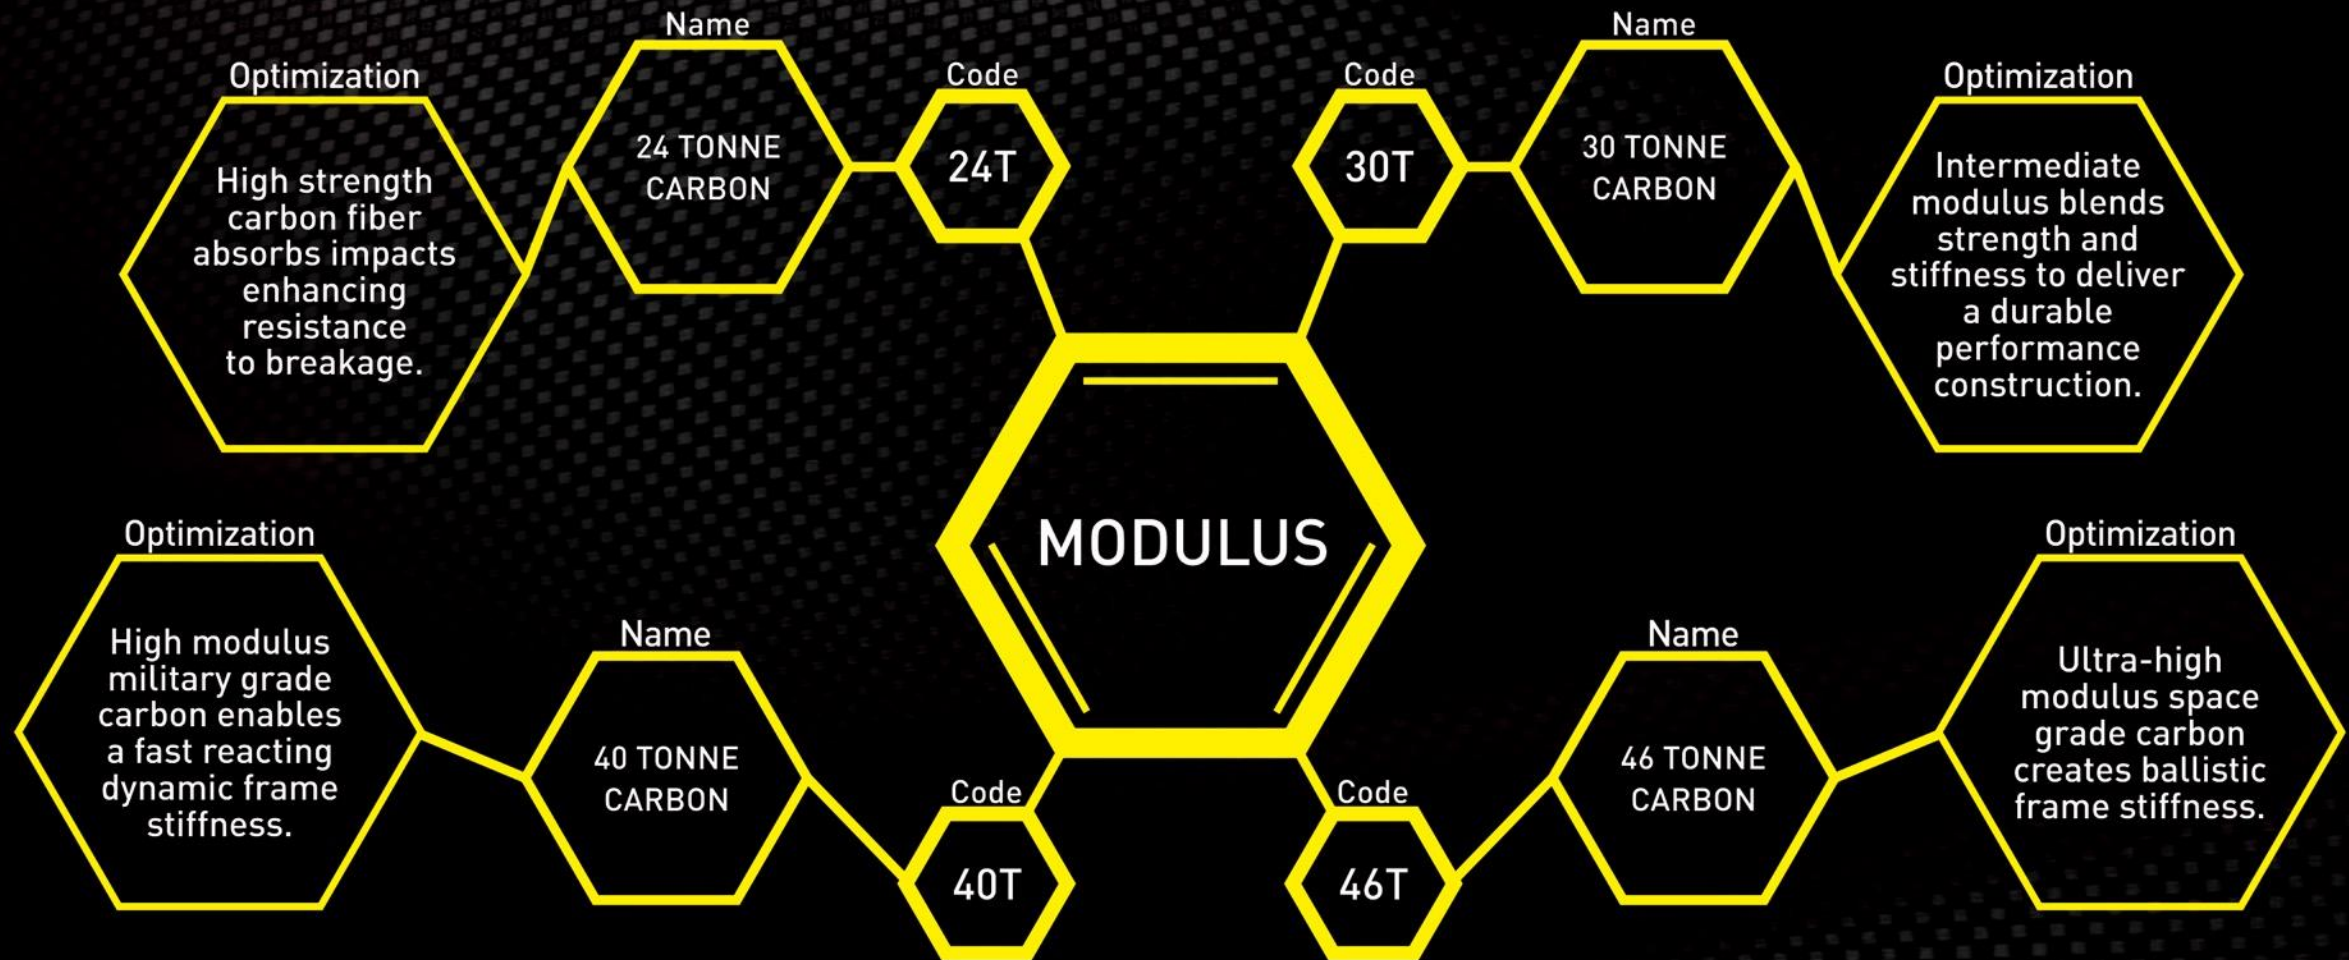 Optimization
High strength
carbon fiber
absorbs impacts
enhancing
resistance
to breakage.
Name
24 TONNE
CARBON
Code
24T
Code
30T
Name
30 TONNE
CARBON
Optimization
Intermediate
modulus blends
strength and
stiffness to deliver
a durable
performance
construction.
MODULUS
Optimization
High modulus
military grade
carbon enables
a fast reacting
dynamic frame
stiffness.
Name
40 TONNE
CARBON
Code
40T
Code
46T
Name
46 TONNE
CARBON
Optimization
Ultra-high
modulus space
grade carbon
creates ballistic
frame stiffness.